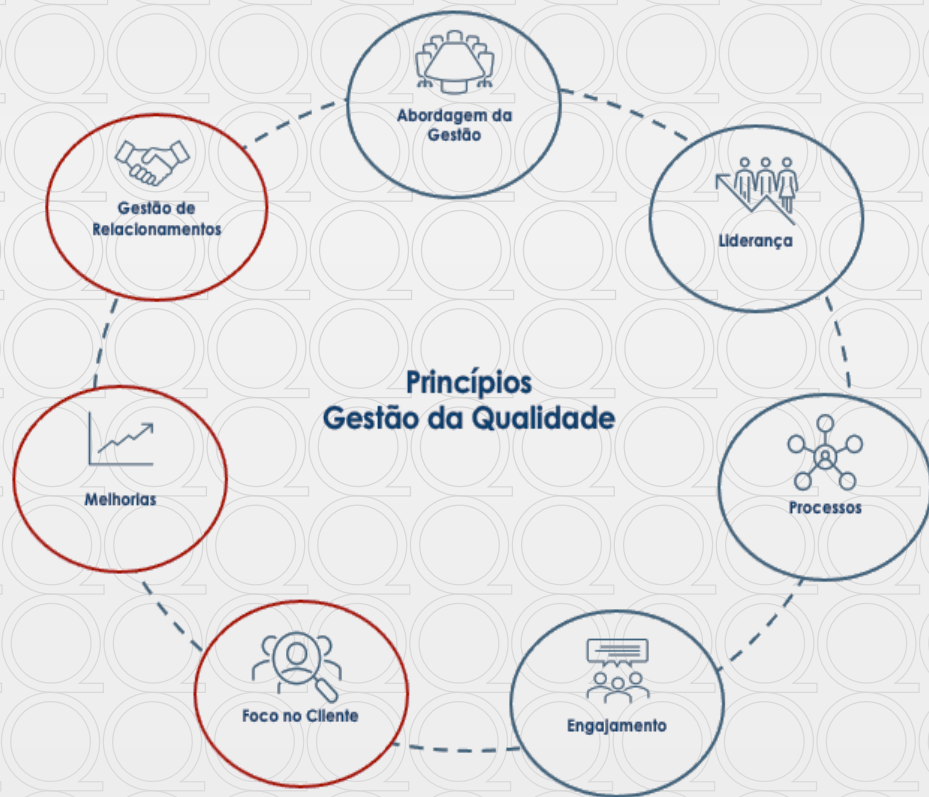 Abordagem da
Gestão
Gestão de
Relacionamentos
Liderança
Princípios
Gestão da Qualidade
Melhorias
Processos
Foco no Cliente
Engajamento